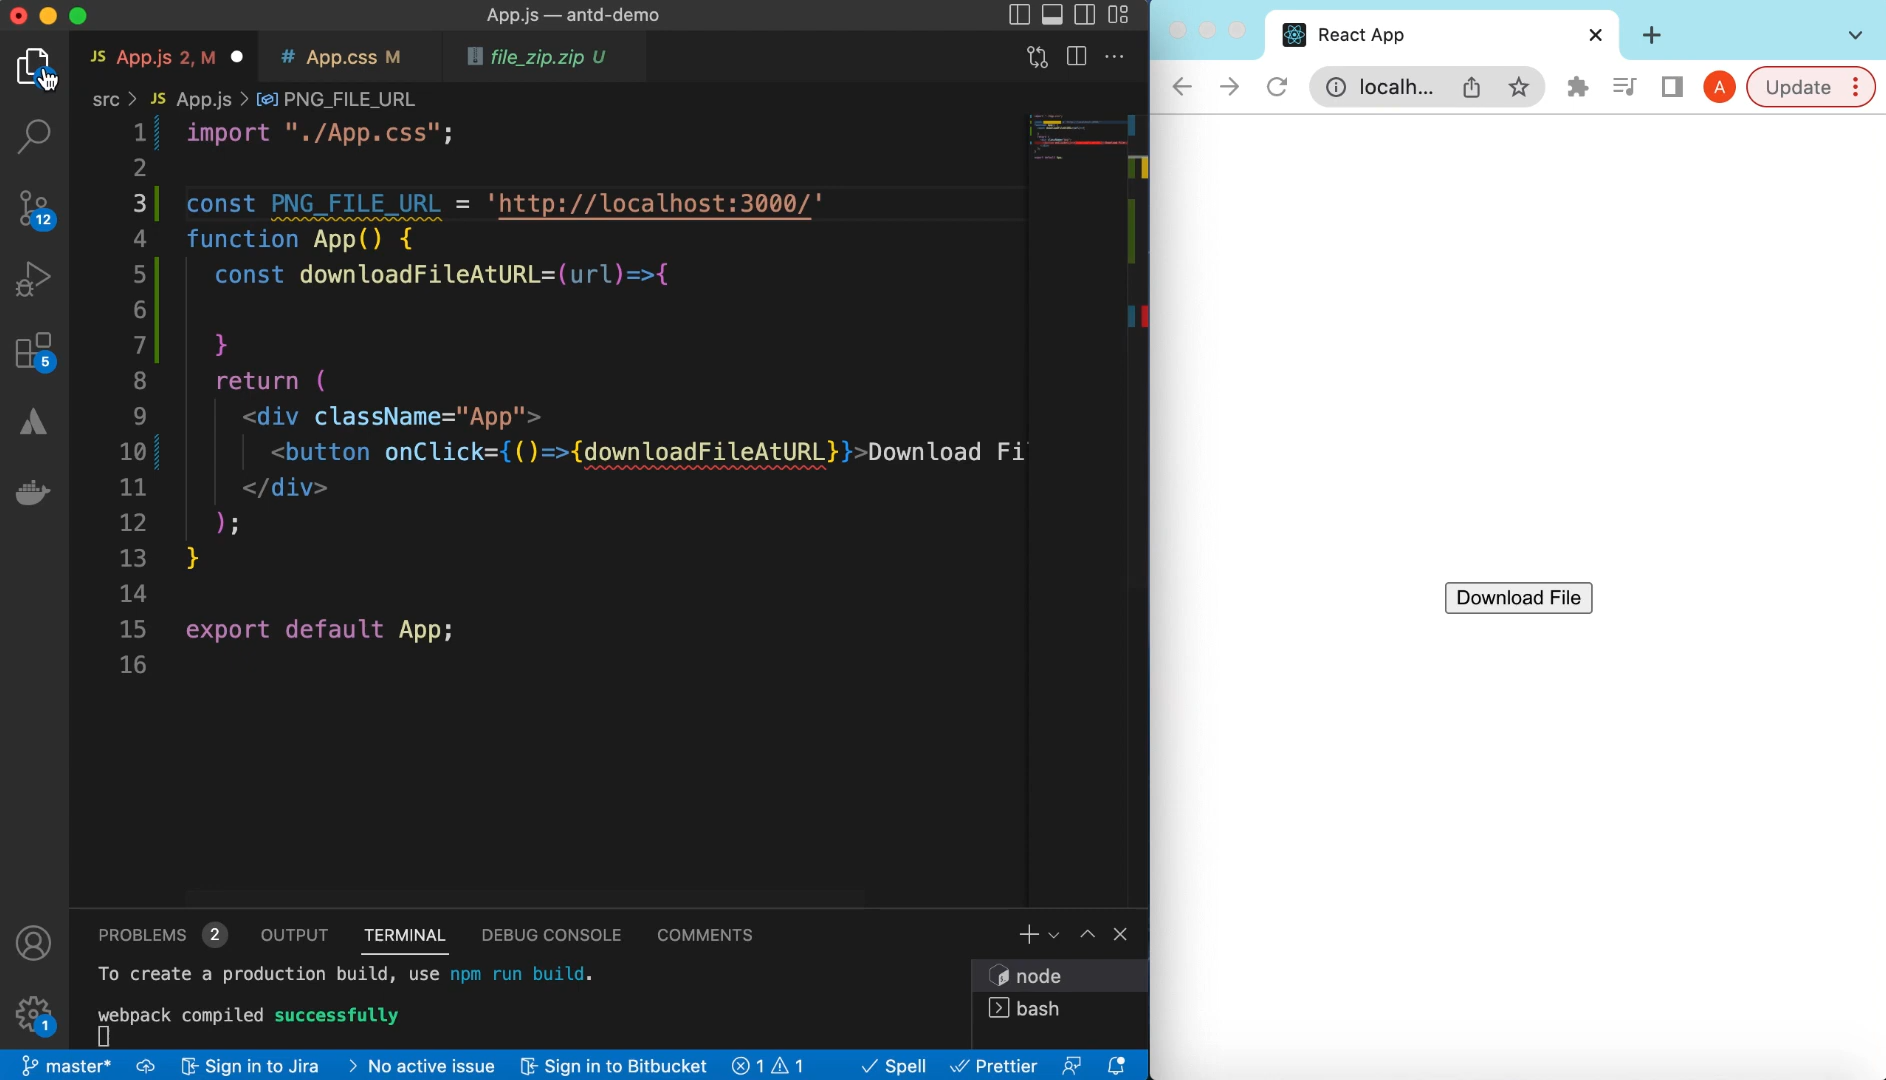 App.js — antd-demo
JS App.js 2, M
# App.css M
file_zip.zip U
src > JS App.js > PNG_FILE_URL
1 import "./App.css";
2
3 const PNG_FILE_URL = 'http://localhost:3000/'
4 function App() {
5 const downloadFileAtURL=(url)=>{
6
7 }
8 return (
9 <div className="App">
10 <button onClick={()=>{downloadFileAtURL}}>Download Fi
11 </div>
12 );
13 }
14
15 export default App;
16
12
5
1
PROBLEMS 2 OUTPUT TERMINAL DEBUG CONSOLE COMMENTS
To create a production build, use npm run build.
webpack compiled successfully
node
bash
master* Sign in to Jira > No active issue Sign in to Bitbucket 1 1 Spell Prettier
React App
localh...
A
Update
Download File